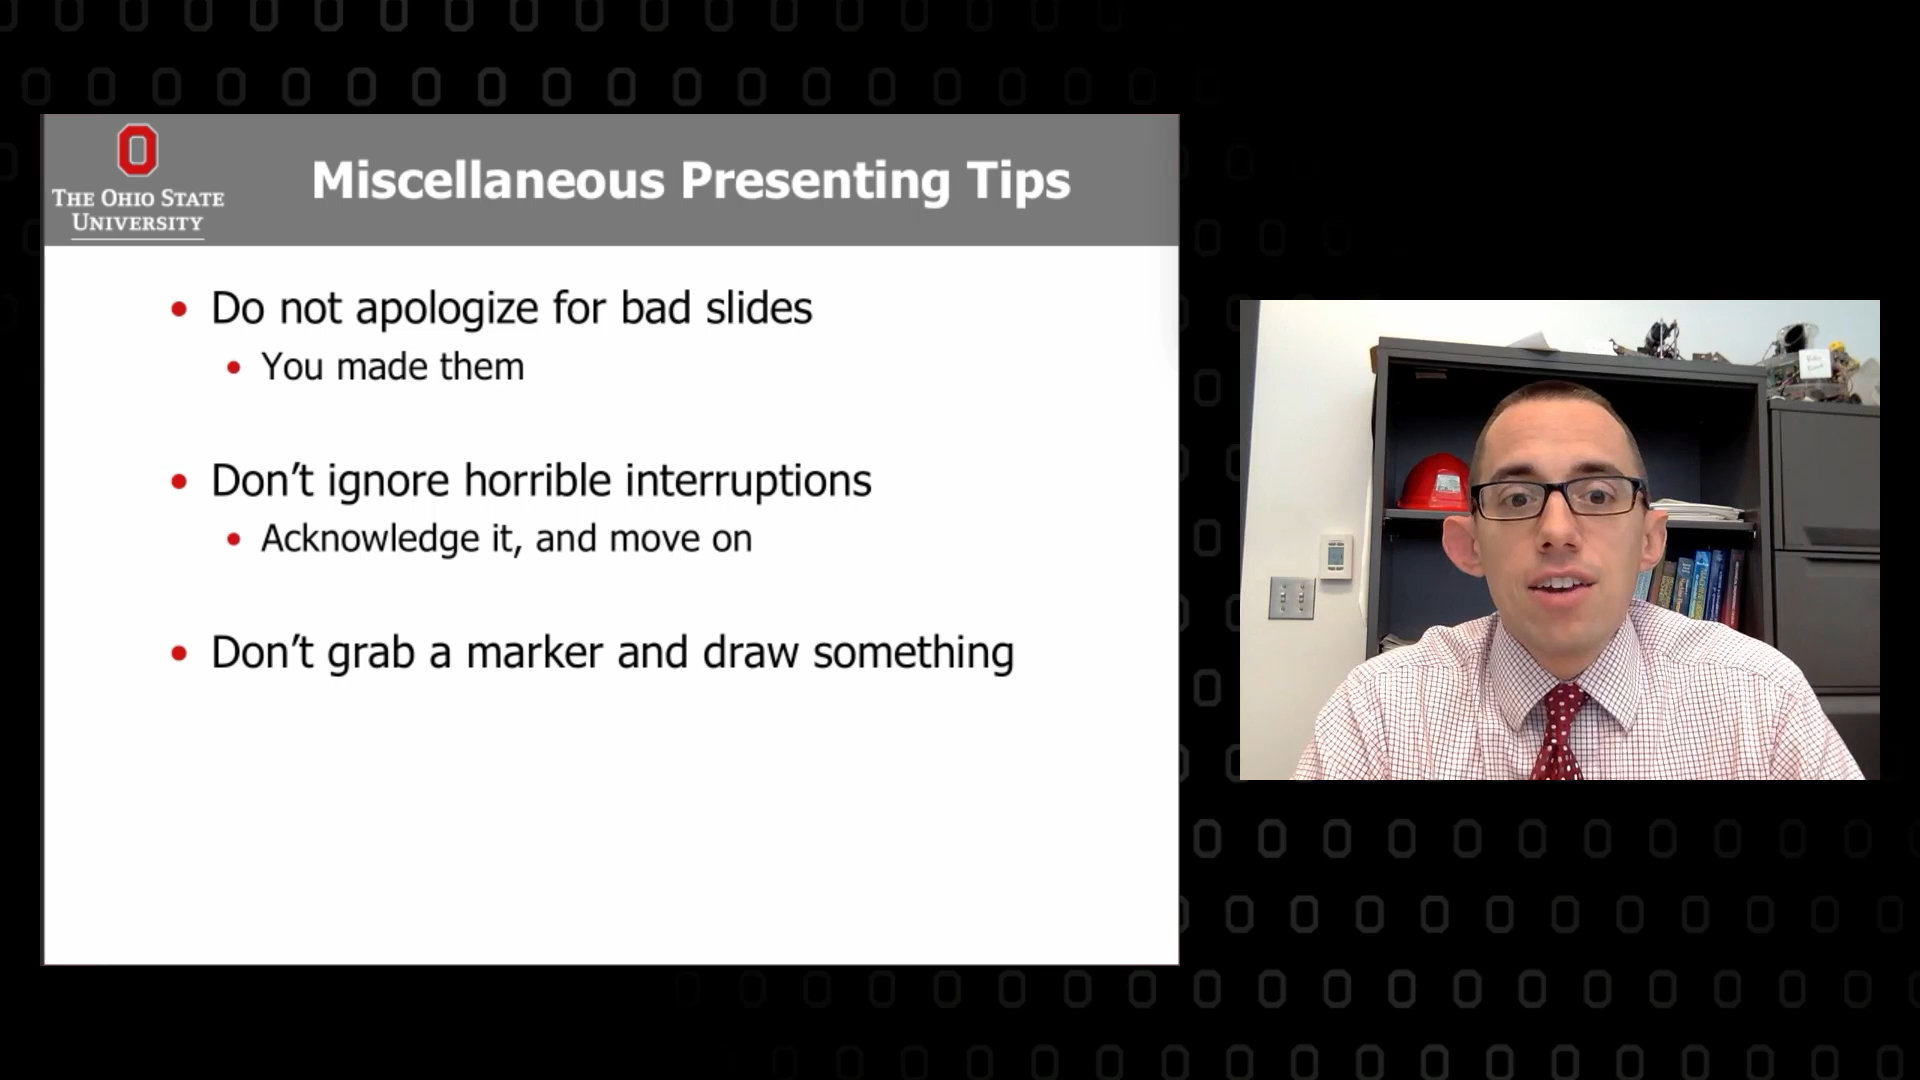 THE OHIO STATE
UNIVERSITY
Miscellaneous Presenting Tips
Do not apologize for bad slides
You made them
Don’t ignore horrible interruptions
Acknowledge it, and move on
Don’t grab a marker and draw something